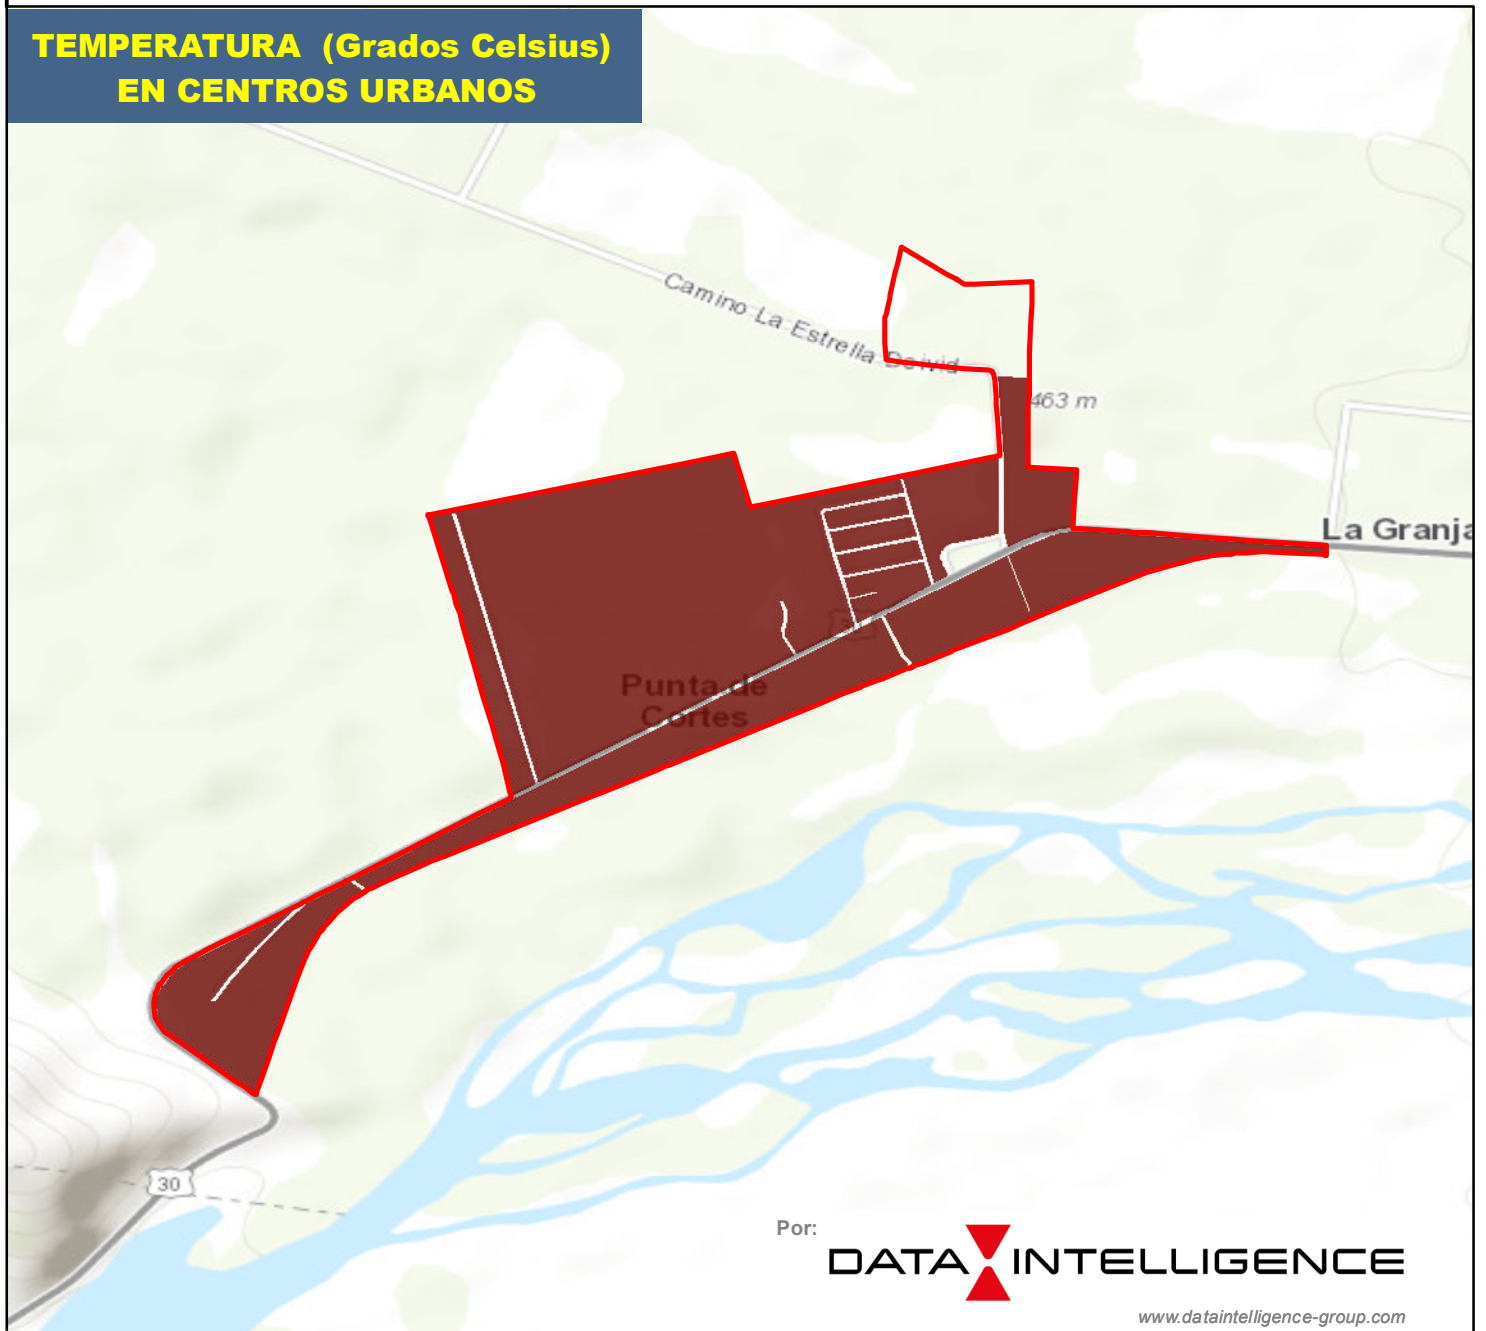 TEMPERATURA (Grados Celsius)
EN CENTROS URBANOS
Camino La Estrella Deivid
463 m
La Granja
Punta de
Cortes
30
Por:
DATA INTELLIGENCE
www.dataintelligence-group.com